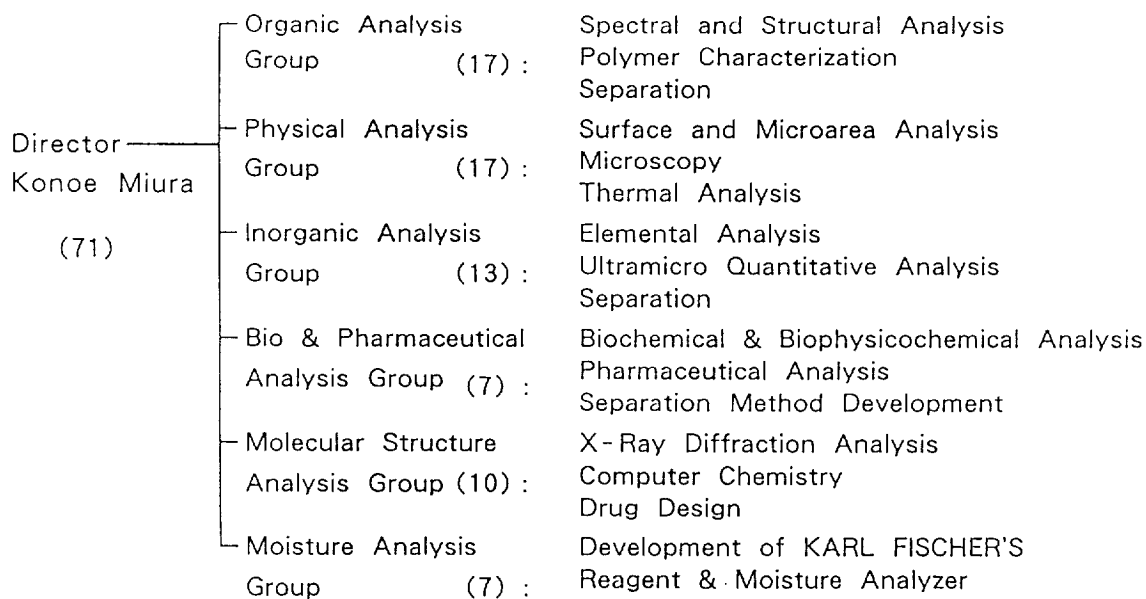 Director
Konoe Miura
(71)
Organic Analysis
Group (17) :
Spectral and Structural Analysis
Polymer Characterization
Separation
Physical Analysis
Group (17) :
Surface and Microarea Analysis
Microscopy
Thermal Analysis
Inorganic Analysis
Group (13) :
Elemental Analysis
Ultramicro Quantitative Analysis
Separation
Bio & Pharmaceutical
Analysis Group (7) :
Biochemical & Biophysicochemical Analysis
Pharmaceutical Analysis
Separation Method Development
Molecular Structure
Analysis Group (10) :
X-Ray Diffraction Analysis
Computer Chemistry
Drug Design
Moisture Analysis
Group (7) :
Development of KARL FISCHER'S
Reagent & Moisture Analyzer